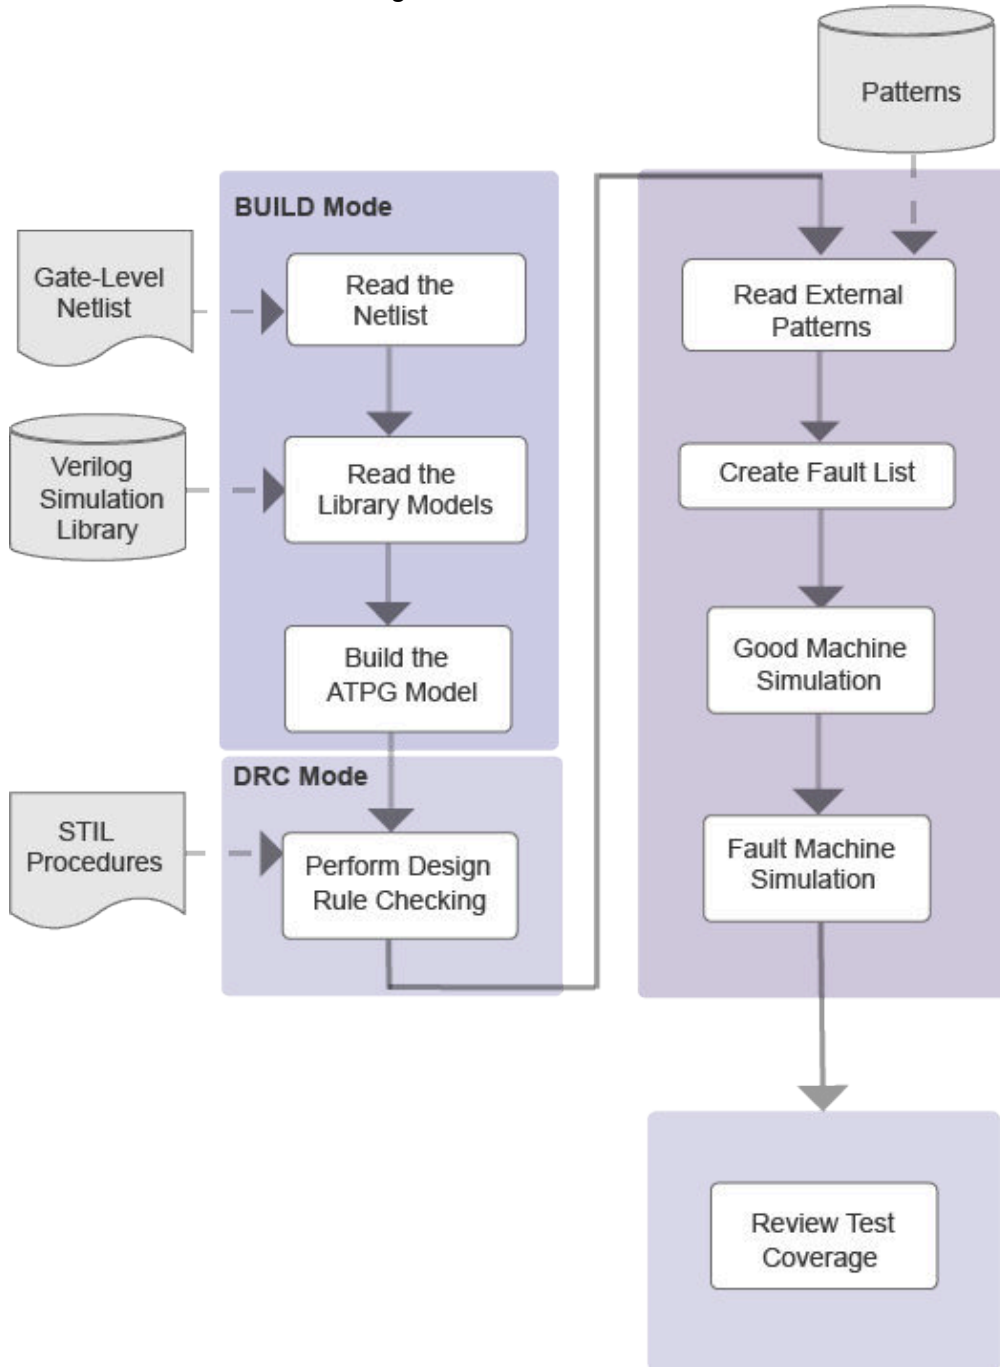 Patterns
BUILD Mode
Gate-Level
Netlist
Read the
Netlist
Verilog
Simulation
Library
Read the
Library Models
Build the
ATPG Model
DRC Mode
STIL
Procedures
Perform Design
Rule Checking
Read External
Patterns
Create Fault List
Good Machine
Simulation
Fault Machine
Simulation
Review Test
Coverage